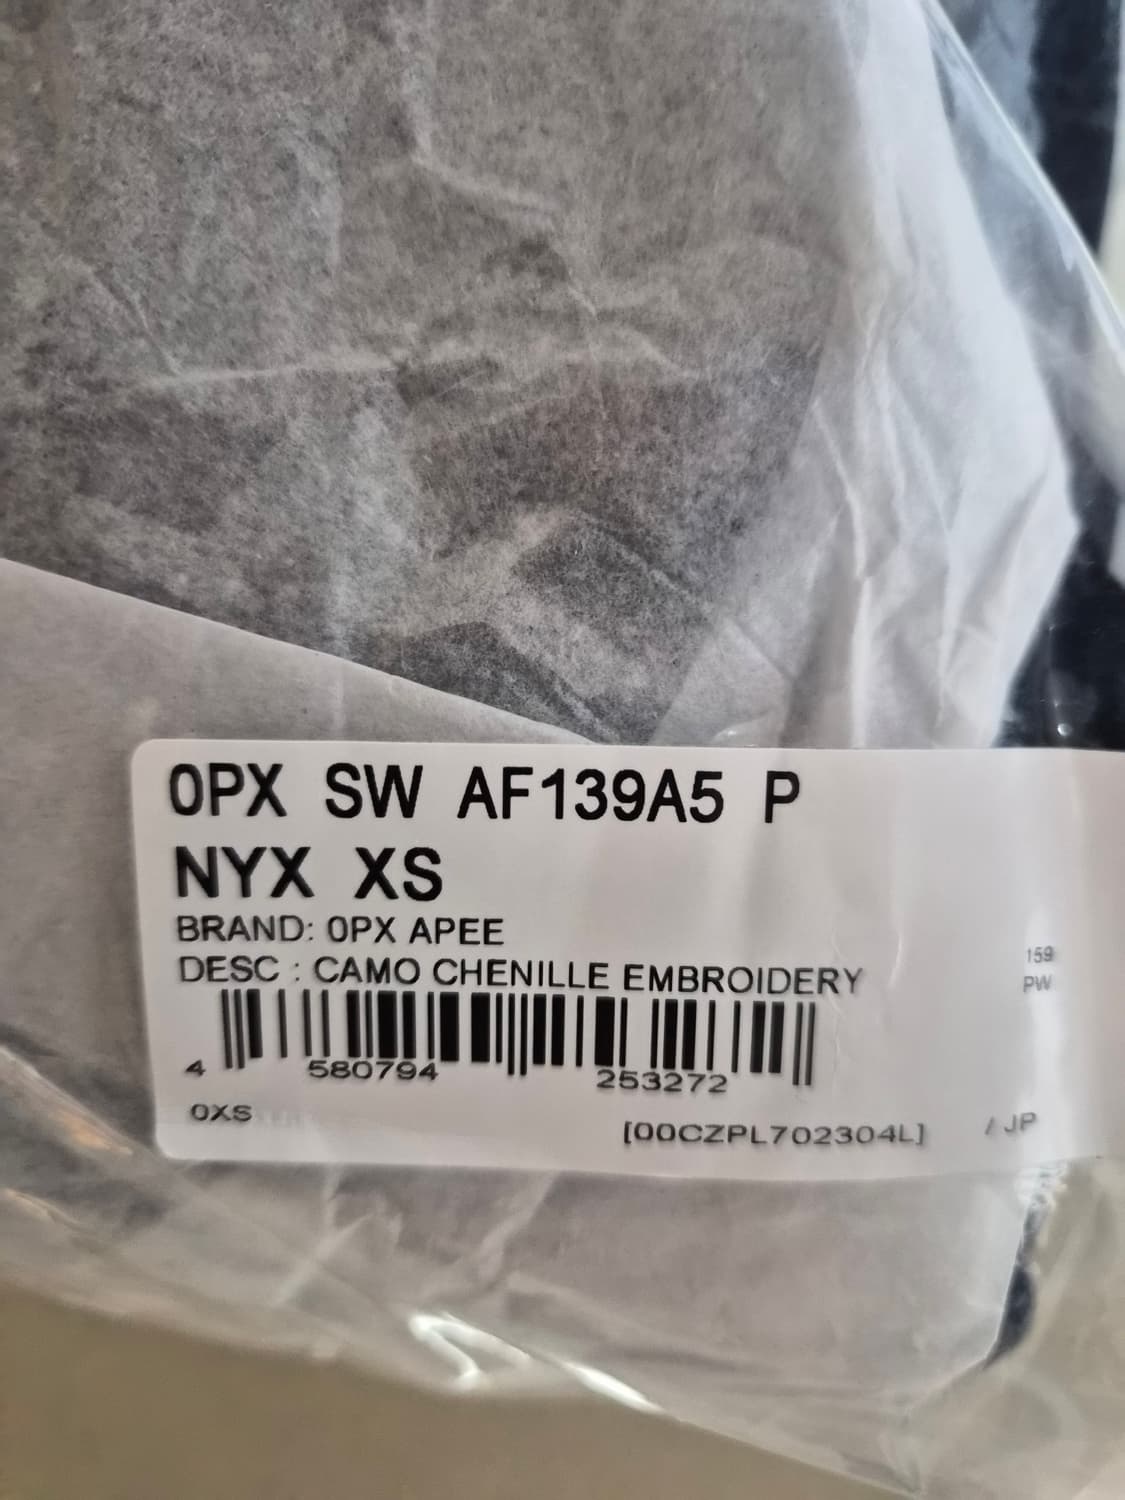 0PX SW AF139A5 P
NYX XS
BRAND: 0PX APEE
DESC : CAMO CHENILLE EMBROIDERY
159
PW
4 580794 253272
0XS
[00CZPL702304L] / JP